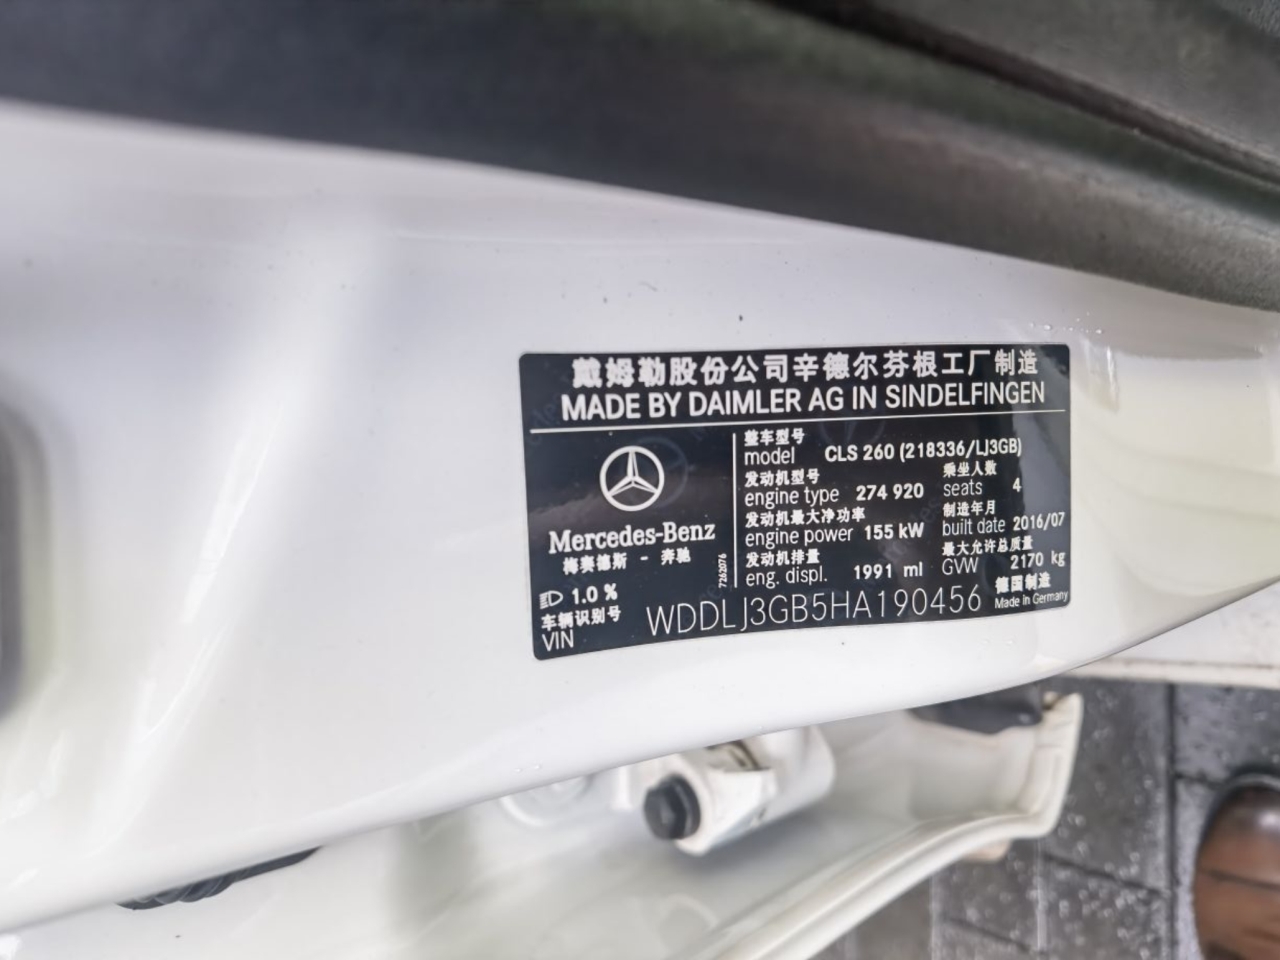 戴姆勒股份公司辛德尔芬根工厂制造
MADE BY DAIMLER AG IN SINDELFINGEN
Mercedes-Benz
梅赛德斯 - 奔驰
7262076
1.0 %
整车型号
model CLS 260 (218336/LJ3GB)
发动机型号 乘坐人数
engine type 274 920 seats 4
发动机最大净功率 制造年月
engine power 155 kW built date 2016/07
发动机排量 最大允许总质量
eng. displ. 1991 ml GVW 2170 kg
车辆识别号 德国制造
VIN WDDLJ3GB5HA190456 Made in Germany